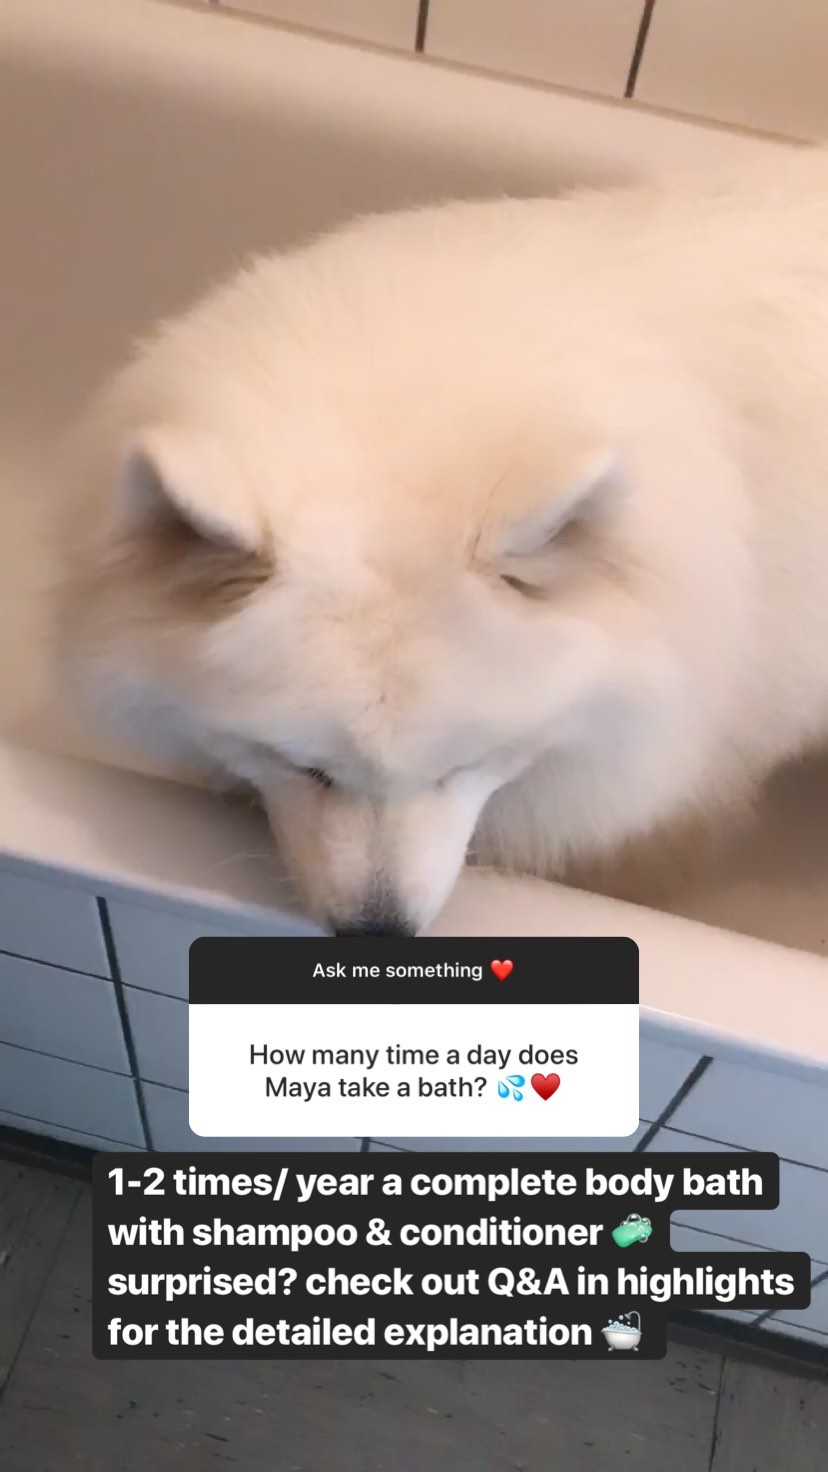 Ask me something ❤️
How many time a day does
Maya take a bath? 💦♥️
1-2 times/ year a complete body bath
with shampoo & conditioner 🧼
surprised? check out Q&A in highlights
for the detailed explanation 🛁